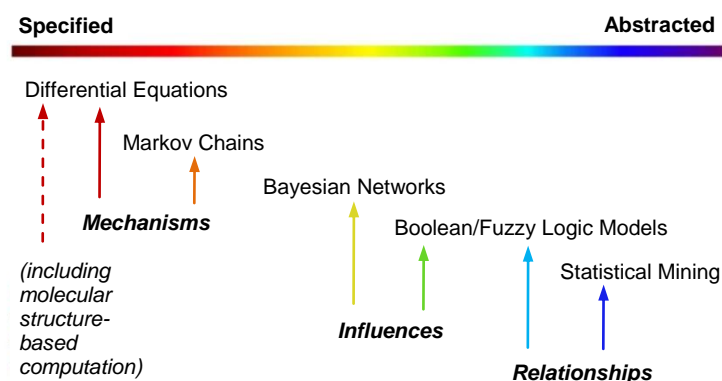 Specified
Abstracted
Differential Equations
Markov Chains
Bayesian Networks
Mechanisms
Boolean/Fuzzy Logic Models
(including
molecular
structure-
based
computation)
Statistical Mining
Influences
Relationships